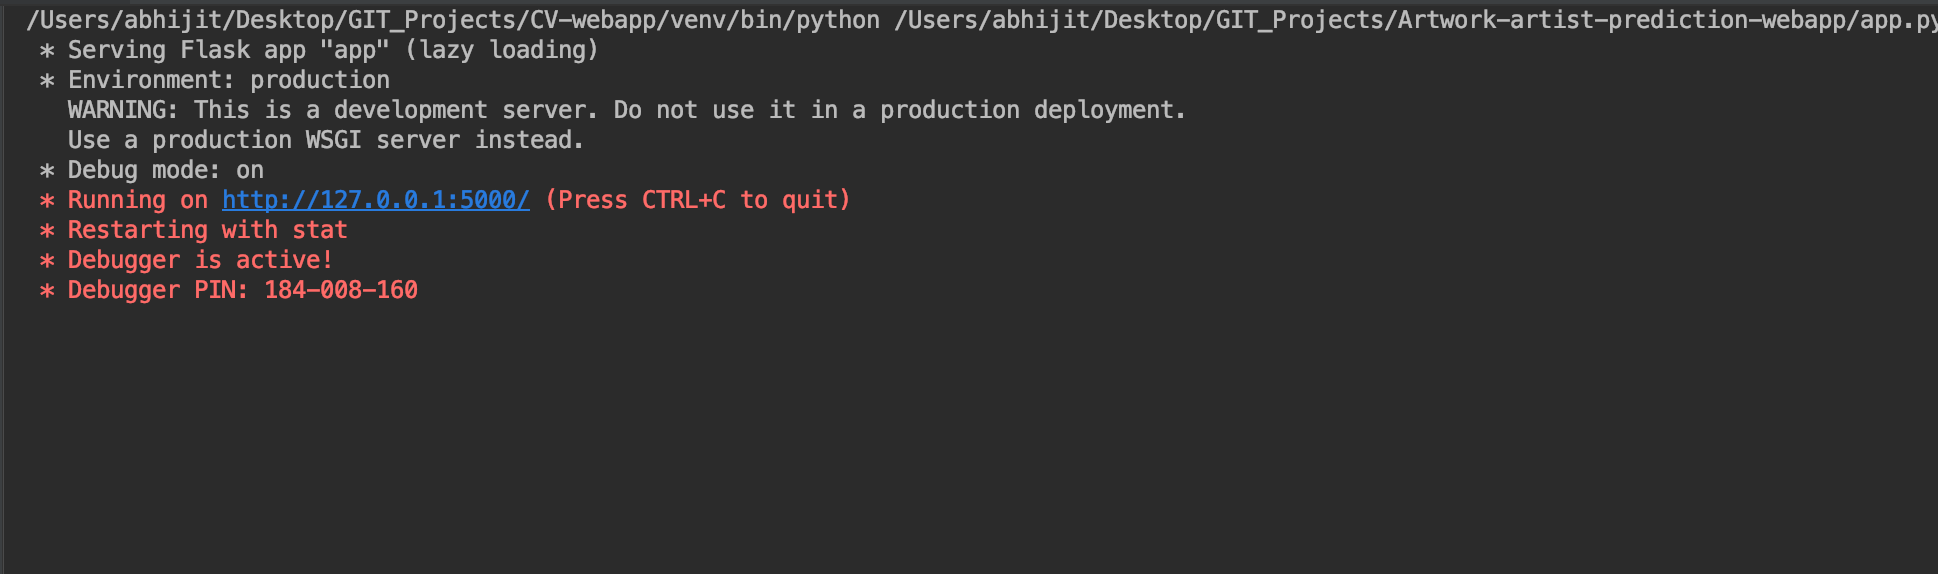 /Users/abhijit/Desktop/GIT_Projects/CV-webapp/venv/bin/python /Users/abhijit/Desktop/GIT_Projects/Artwork-artist-prediction-webapp/app.py
* Serving Flask app "app" (lazy loading)
* Environment: production
WARNING: This is a development server. Do not use it in a production deployment.
Use a production WSGI server instead.
* Debug mode: on
* Running on http://127.0.0.1:5000/ (Press CTRL+C to quit)
* Restarting with stat
* Debugger is active!
* Debugger PIN: 184-008-160